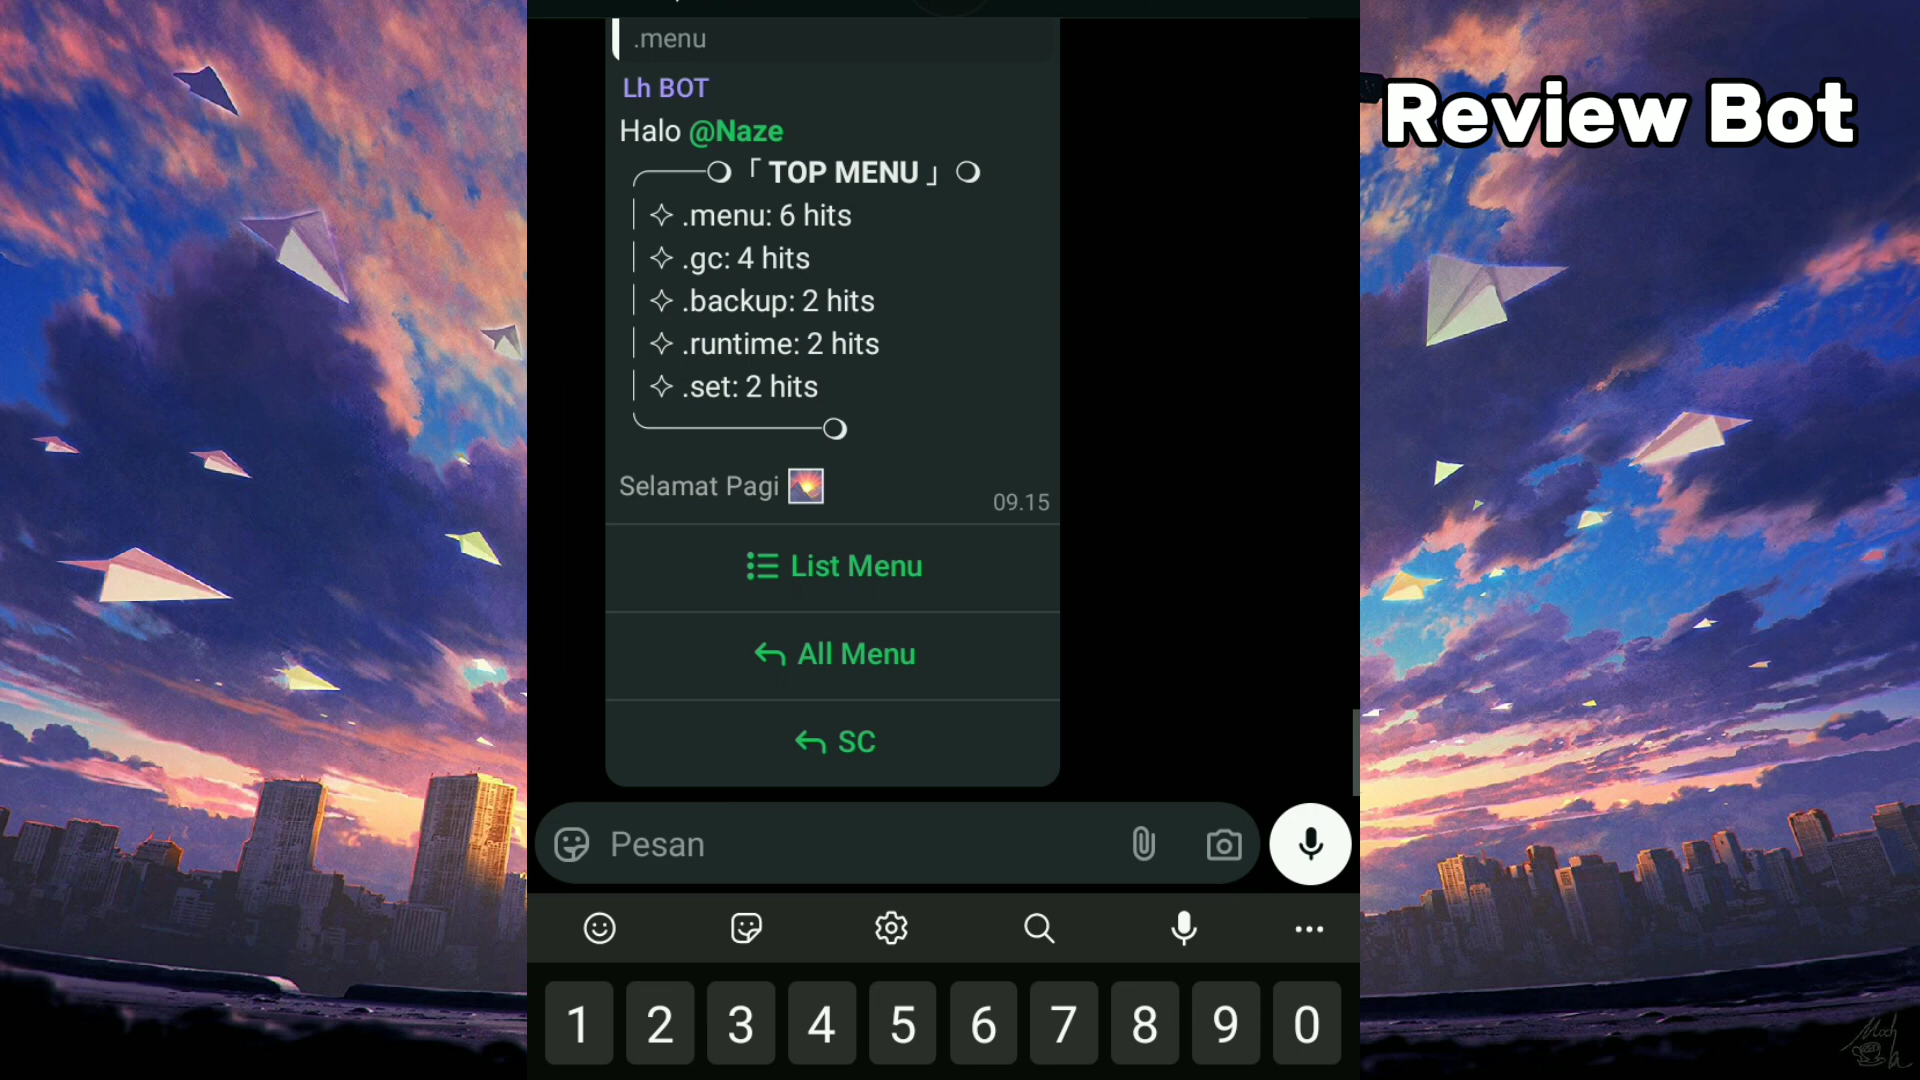 Review Bot
.menu
Lh BOT
Halo @Naze
「 TOP MENU 」
.menu: 6 hits
.gc: 4 hits
.backup: 2 hits
.runtime: 2 hits
.set: 2 hits
Selamat Pagi
09.15
List Menu
All Menu
SC
Pesan
1 2 3 4 5 6 7 8 9 0